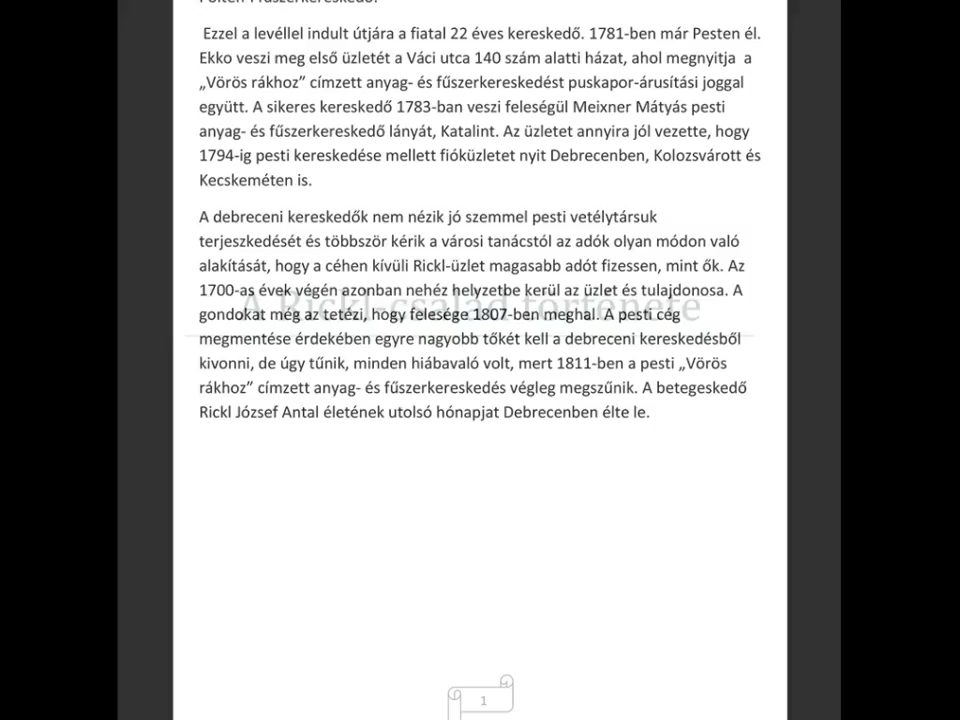 Ezzel a levéllel indult útjára a fiatal 22 éves kereskedő. 1781-ben már Pesten él.
Ekko veszi meg első üzletét a Váci utca 140 szám alatti házat, ahol megnyitja a
„Vörös rákhoz” címzett anyag- és fűszerkereskedést puskapor-árusítási joggal
együtt. A sikeres kereskedő 1783-ban veszi feleségül Meixner Mátyás pesti
anyag- és fűszerkereskedő lányát, Katalint. Az üzletet annyira jól vezette, hogy
1794-ig pesti kereskedése mellett fióküzletet nyit Debrecenben, Kolozsvárott és
Kecskeméten is.
A debreceni kereskedők nem nézik jó szemmel pesti vetélytársuk
terjeszkedését és többször kérik a városi tanácstól az adók olyan módon való
alakítását, hogy a céhen kívüli Rickl-üzlet magasabb adót fizessen, mint ők. Az
1700-as évek végén azonban nehéz helyzetbe kerül az üzlet és tulajdonosa. A
A Rickl-család története
gondokat még az tetézi, hogy felesége 1807-ben meghal. A pesti cég
megmentése érdekében egyre nagyobb tőkét kell a debreceni kereskedésből
kivonni, de úgy tűnik, minden hiábavaló volt, mert 1811-ben a pesti „Vörös
rákhoz” címzett anyag- és fűszerkereskedés végleg megszűnik. A betegeskedő
Rickl József Antal életének utolsó hónapjat Debrecenben élte le.
1